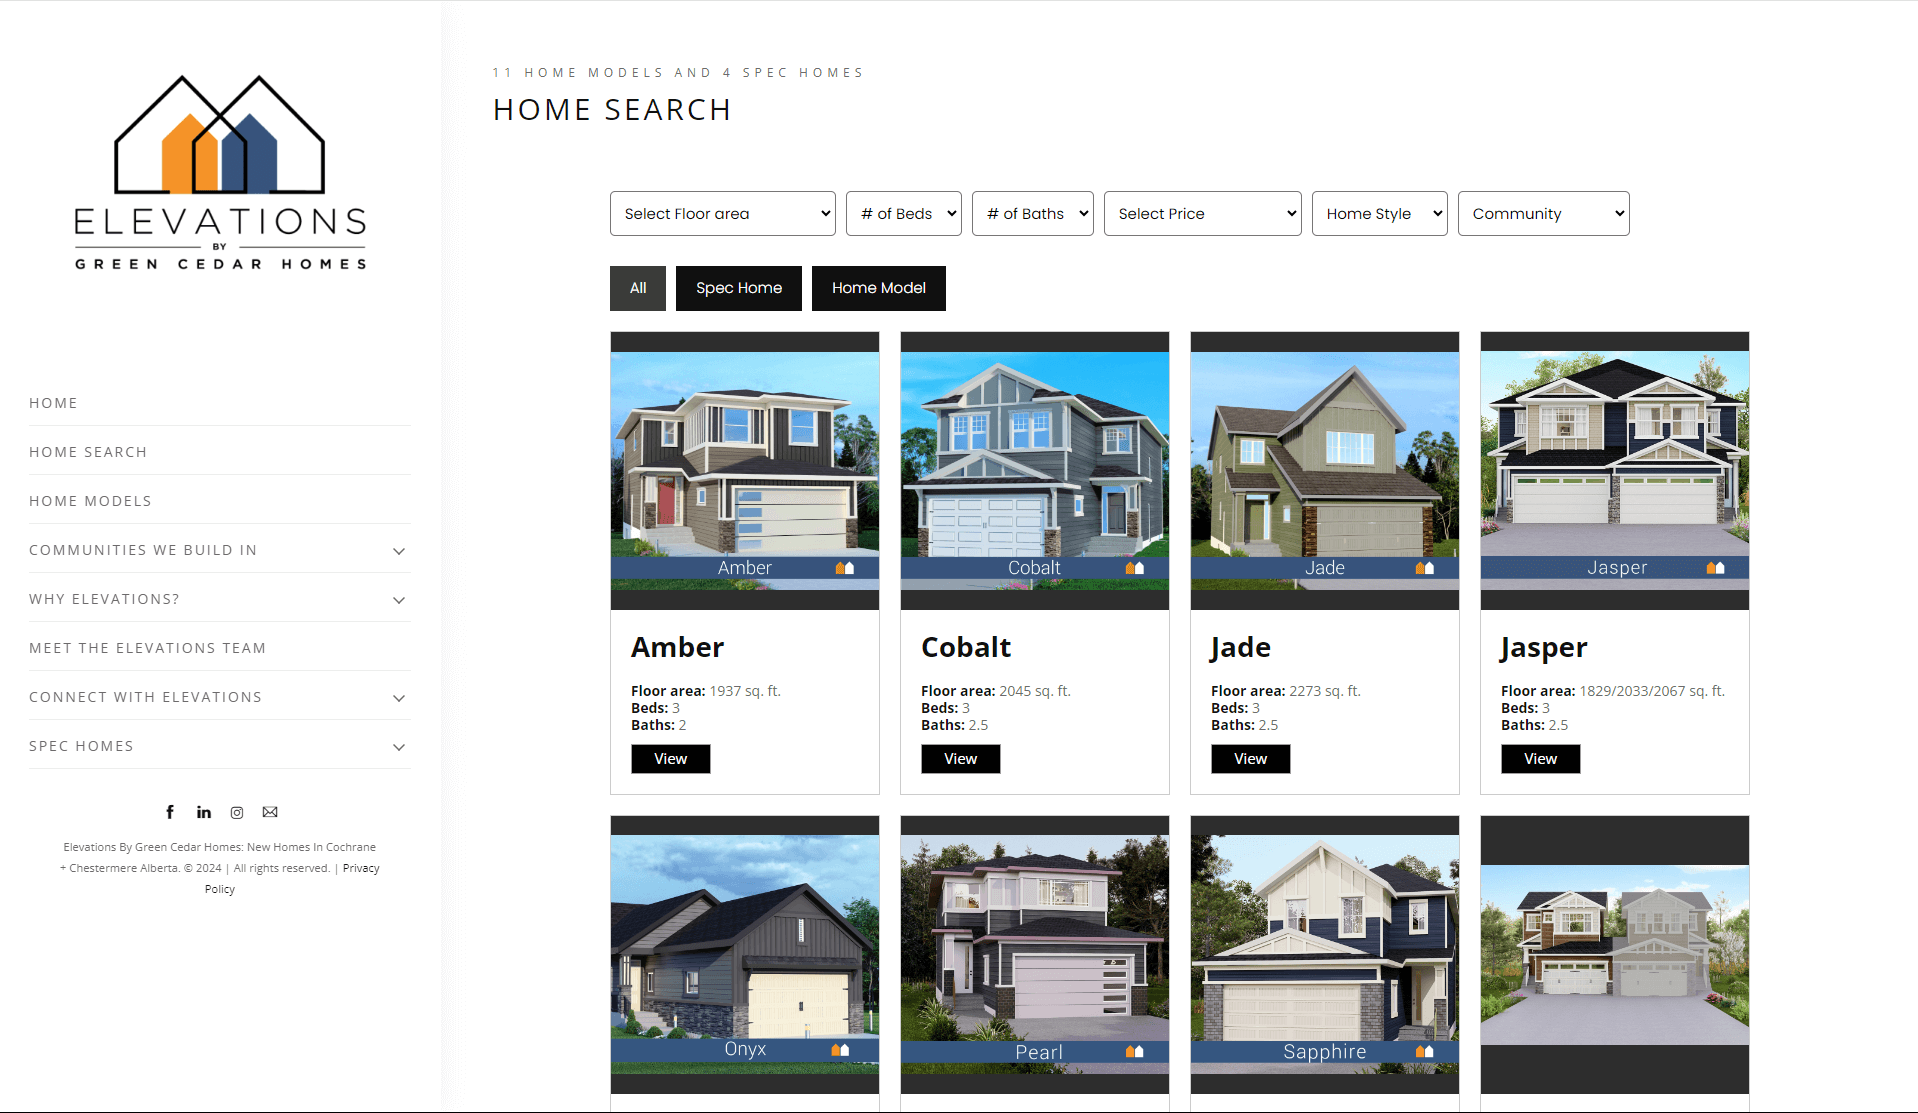 ELEVATIONS
BY
GREEN CEDAR HOMES
HOME
HOME SEARCH
HOME MODELS
COMMUNITIES WE BUILD IN
WHY ELEVATIONS?
MEET THE ELEVATIONS TEAM
CONNECT WITH ELEVATIONS
SPEC HOMES
Elevations By Green Cedar Homes: New Homes In Cochrane
+ Chestermere Alberta. © 2024 | All rights reserved. | Privacy
Policy
11 HOME MODELS AND 4 SPEC HOMES
HOME SEARCH
Select Floor area
# of Beds
# of Baths
Select Price
Home Style
Community
All
Spec Home
Home Model
Amber
Amber
Floor area: 1937 sq. ft.
Beds: 3
Baths: 2
View
Cobalt
Cobalt
Floor area: 2045 sq. ft.
Beds: 3
Baths: 2.5
View
Jade
Jade
Floor area: 2273 sq. ft.
Beds: 3
Baths: 2.5
View
Jasper
Jasper
Floor area: 1829/2033/2067 sq. ft.
Beds: 3
Baths: 2.5
View
Onyx
Pearl
Sapphire